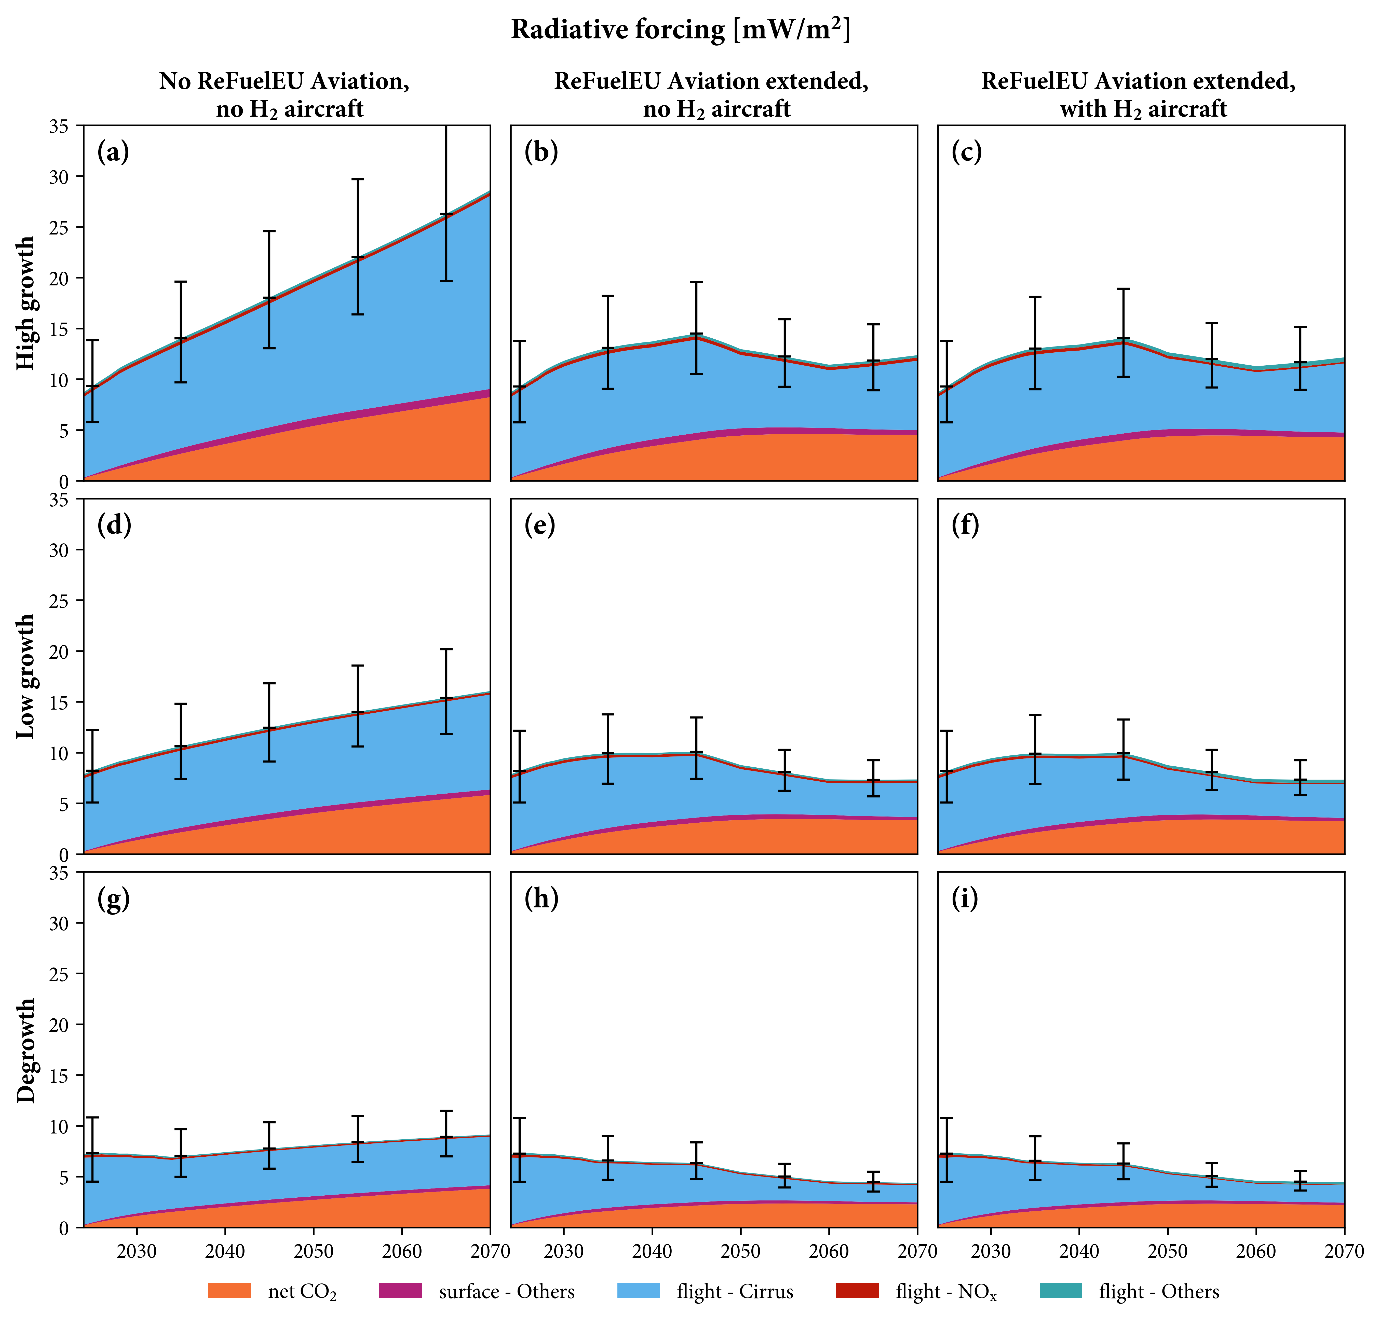 Radiative forcing [mW/m²]
No ReFuelEU Aviation,
no H₂ aircraft
ReFuelEU Aviation extended,
no H₂ aircraft
ReFuelEU Aviation extended,
with H₂ aircraft
High growth
35
30
25
20
15
10
5
0
(a)
(b)
(c)
Low growth
35
30
25
20
15
10
5
0
(d)
(e)
(f)
Degrowth
35
30
25
20
15
10
5
0
(g)
(h)
(i)
2030 2040 2050 2060 2070
2030 2040 2050 2060 2070
2030 2040 2050 2060 2070
net CO₂
surface - Others
flight - Cirrus
flight - NOₓ
flight - Others